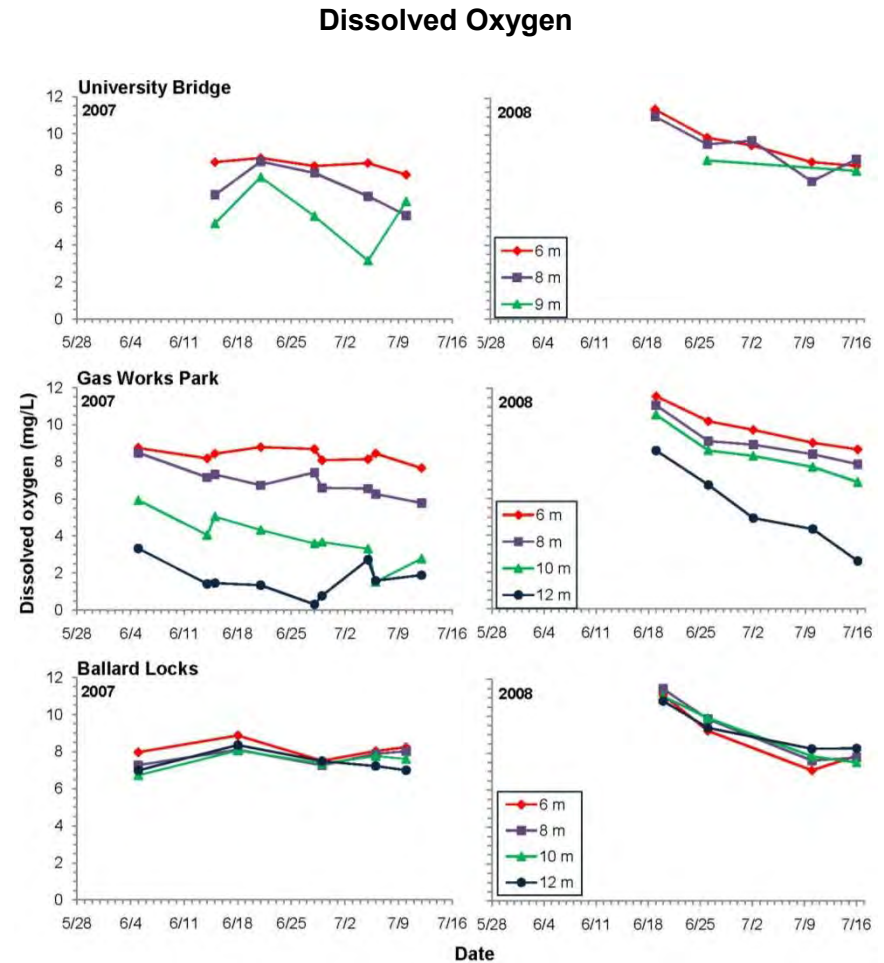 Dissolved Oxygen
University Bridge
2007
2008
12
10
8
6
4
2
0
6 m
8 m
9 m
5/28 6/4 6/11 6/18 6/25 7/2 7/9 7/16 5/28 6/4 6/11 6/18 6/25 7/2 7/9 7/16
Dissolved oxygen (mg/L)
Gas Works Park
2007
2008
12
10
8
6
4
2
0
6 m
8 m
10 m
12 m
5/28 6/4 6/11 6/18 6/25 7/2 7/9 7/16 5/28 6/4 6/11 6/18 6/25 7/2 7/9 7/16
Ballard Locks
2007
2008
12
10
8
6
4
2
0
6 m
8 m
10 m
12 m
5/28 6/4 6/11 6/18 6/25 7/2 7/9 7/16 5/28 6/4 6/11 6/18 6/25 7/2 7/9 7/16
Date